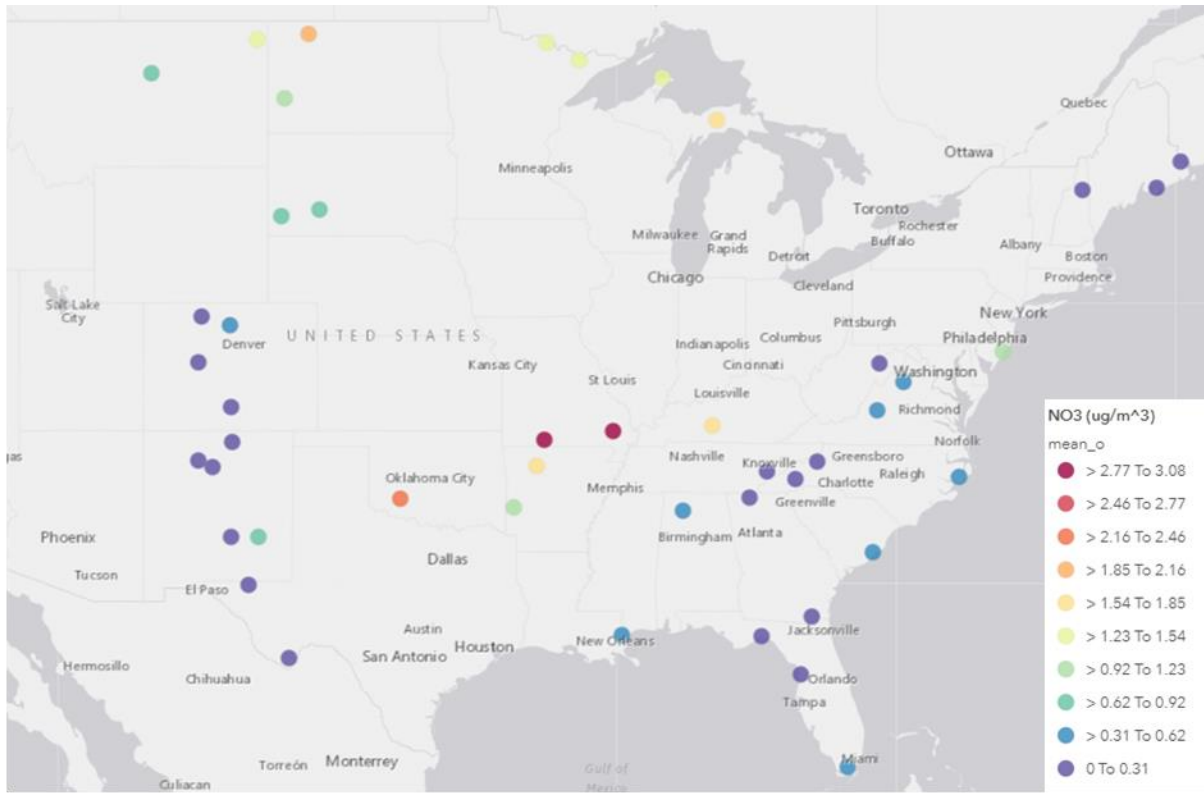 Quebec
Ottawa
Minneapolis
Toronto
Rochester
Milwaukee
Grand
Rapids
Buffalo
Albany
Detroit
Boston
Chicago
Cleveland
Providence
Salt Lake
City
New York
UNITED STATES
Pittsburgh
Denver
Indianapolis
Columbus
Philadelphia
Kansas City
Cincinnati
Washington
St Louis
Louisville
Richmond
Norfolk
gas
Nashville
Knoxville
Greensboro
Oklahoma City
Raleigh
Memphis
Charlotte
Greenville
Phoenix
Birmingham
Atlanta
Dallas
Tucson
El Paso
Austin
Jacksonville
New Orleans
Houston
San Antonio
Hermosillo
Chihuahua
Orlando
Tampa
Miami
Torreón
Monterrey
Gulf of
Mexico
Culiacan
NO3 (ug/m^3)
mean_o
> 2.77 To 3.08
> 2.46 To 2.77
> 2.16 To 2.46
> 1.85 To 2.16
> 1.54 To 1.85
> 1.23 To 1.54
> 0.92 To 1.23
> 0.62 To 0.92
> 0.31 To 0.62
0 To 0.31